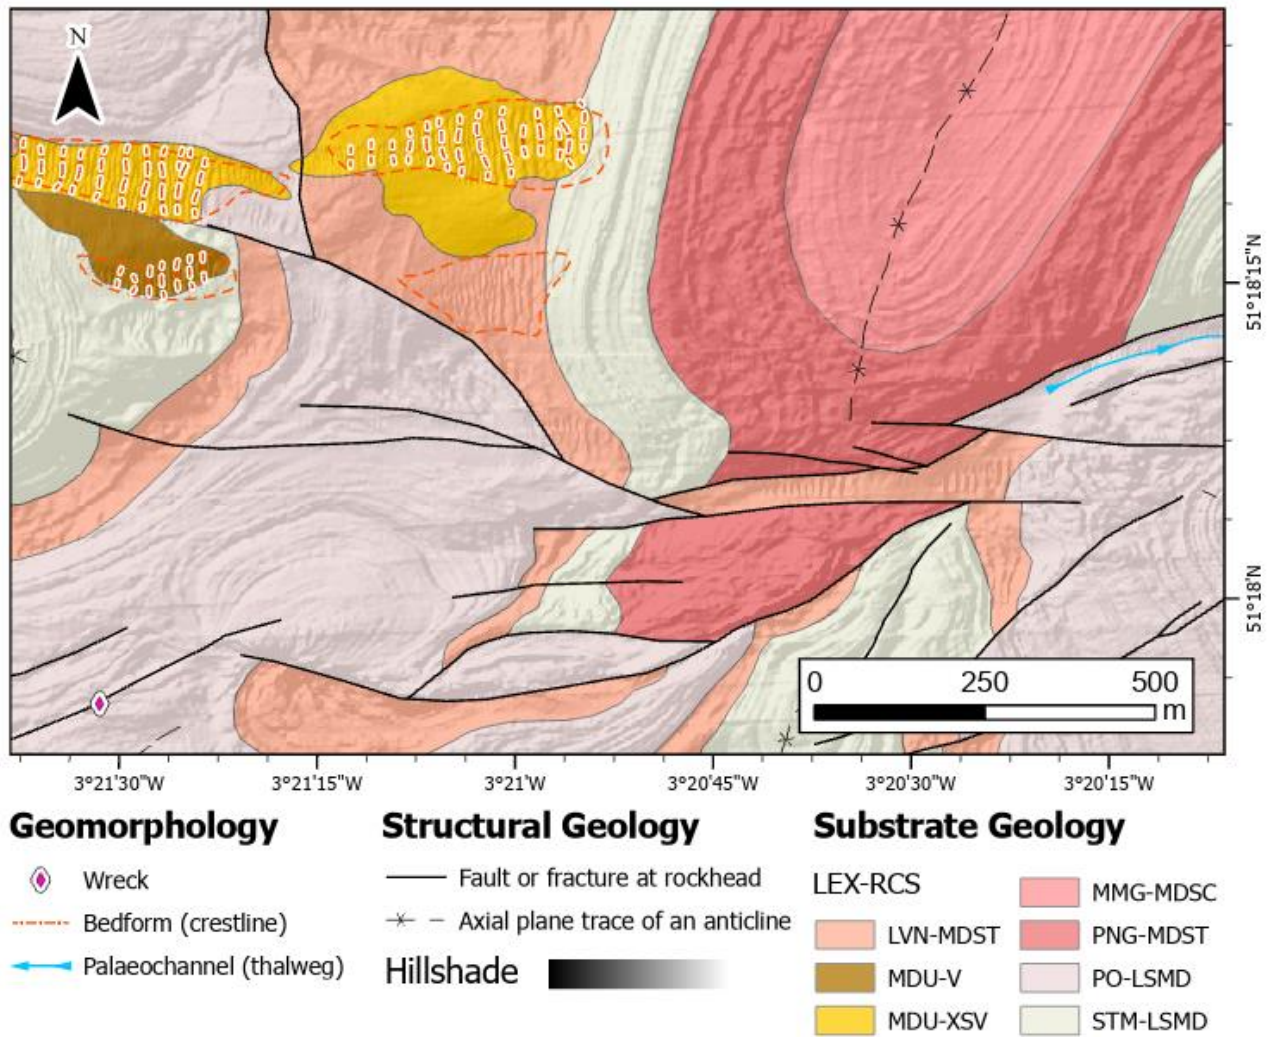 N
51°18'15"N
51°18'N
0 250 500
m
3°21'30"W 3°21'15"W 3°21'W 3°20'45"W 3°20'30"W 3°20'15"W
Geomorphology
Wreck
Bedform (crestline)
Palaeochannel (thalweg)
Structural Geology
Fault or fracture at rockhead
Axial plane trace of an anticline
Hillshade
Substrate Geology
LEX-RCS
LVN-MDST
MDU-V
MDU-XSV
MMG-MDSC
PNG-MDST
PO-LSMD
STM-LSMD